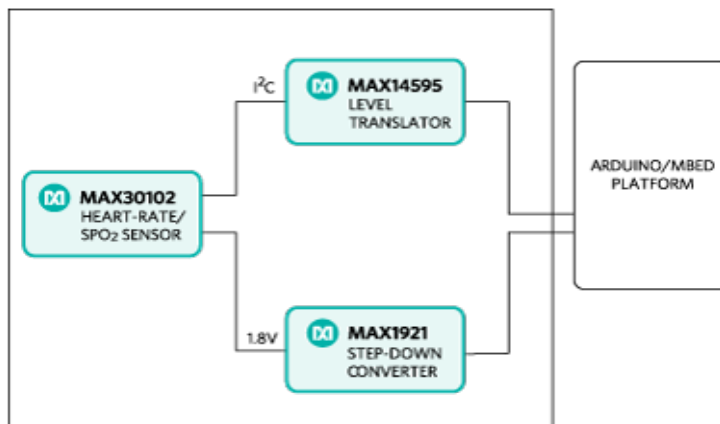 I²C
MAX14595
LEVEL
TRANSLATOR
ARDUINO/MBED
PLATFORM
MAX30102
HEART-RATE/
SPO₂ SENSOR
1.8V
MAX1921
STEP-DOWN
CONVERTER